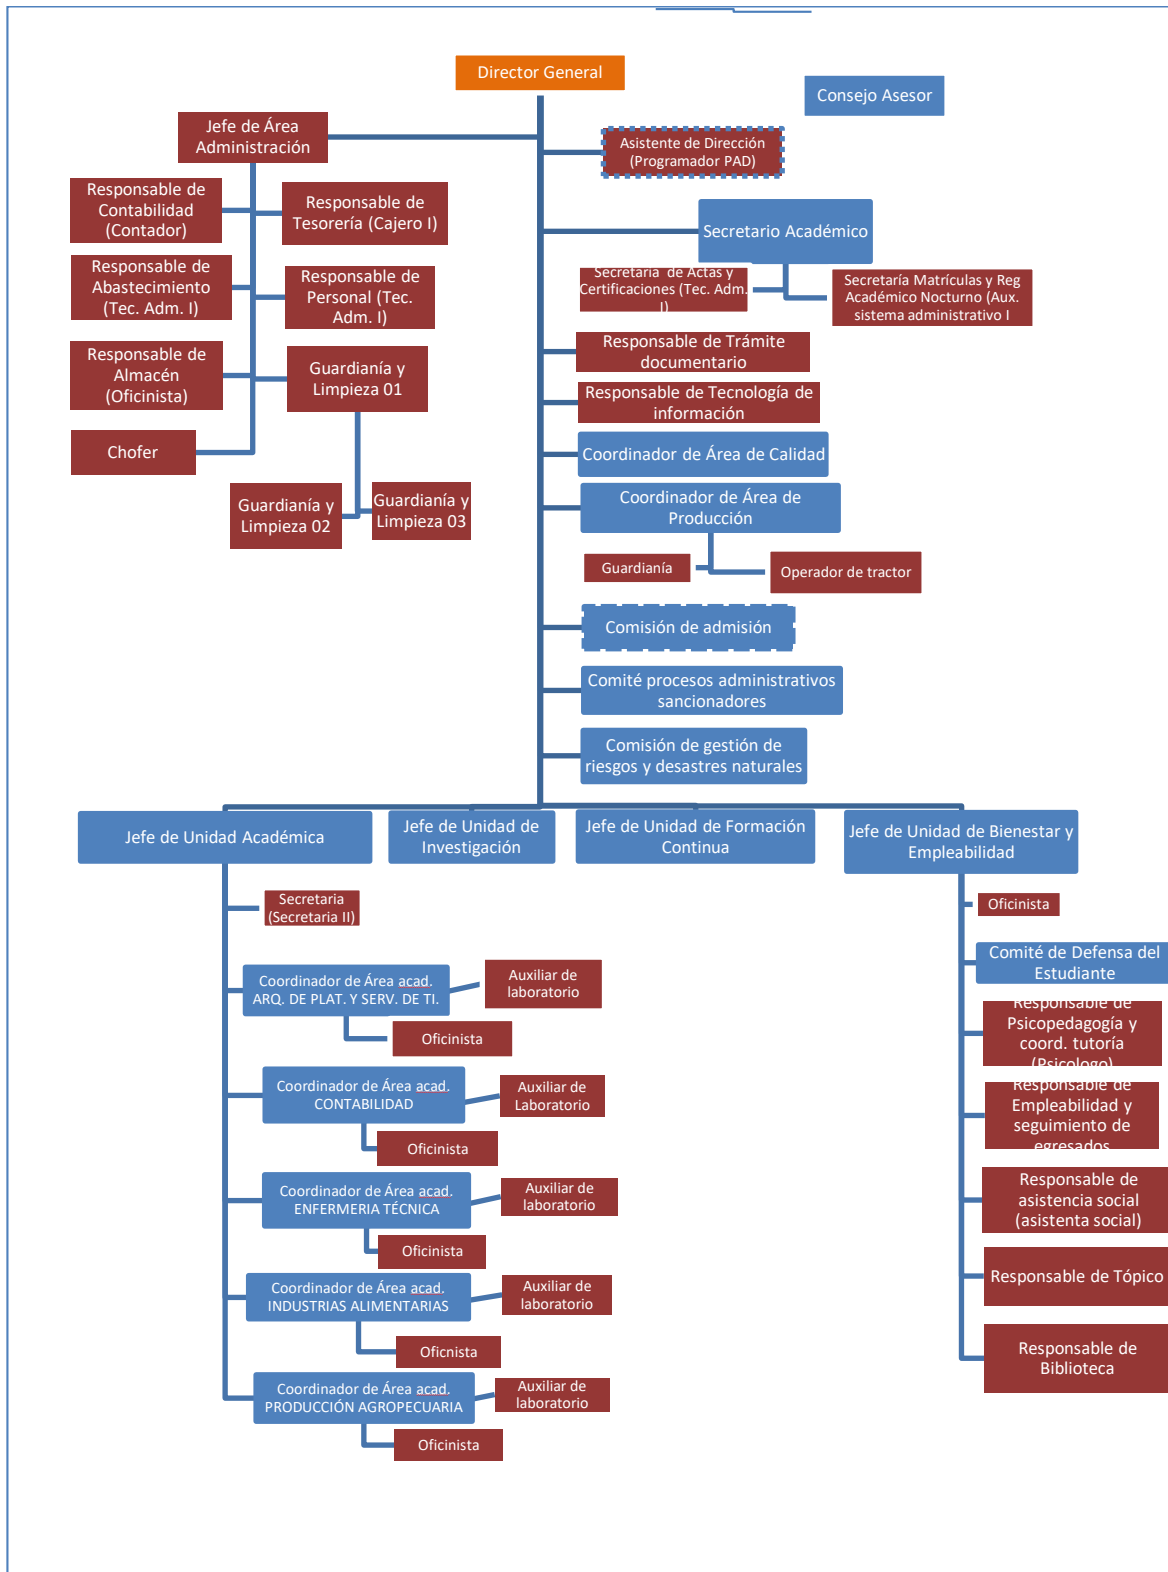 Director General
Consejo Asesor
Jefe de Área
Administración
Asistente de Dirección
(Programador PAD)
Responsable de
Contabilidad
(Contador)
Responsable de
Tesorería (Cajero I)
Secretario Académico
Responsable de
Abastecimiento
(Tec. Adm. I)
Responsable de
Personal (Tec.
Adm. I)
Secretaria de Actas y
Certificaciones (Tec. Adm.
I)
Secretaría Matrículas y Reg
Académico Nocturno (Aux.
sistema administrativo I
Responsable de
Almacén
(Oficinista)
Guardianía y
Limpieza 01
Responsable de Trámite
documentario
Responsable de Tecnología de
información
Chofer
Coordinador de Área de Calidad
Guardianía y
Limpieza 02
Guardianía y
Limpieza 03
Coordinador de Área de
Producción
Guardianía
Operador de tractor
Comisión de admisión
Comité procesos administrativos
sancionadores
Comisión de gestión de
riesgos y desastres naturales
Jefe de Unidad Académica
Jefe de Unidad de
Investigación
Jefe de Unidad de Formación
Continua
Jefe de Unidad de Bienestar y
Empleabilidad
Secretaria
(Secretaria II)
Oficinista
Coordinador de Área acad.
ARQ. DE PLAT. Y SERV. DE TI.
Auxiliar de
laboratorio
Oficinista
Comité de Defensa del
Estudiante
Responsable de
Psicopedagogía y
coord. tutoría
(Psicologo)
Coordinador de Área acad.
CONTABILIDAD
Auxiliar de
Laboratorio
Oficinista
Responsable de
Empleabilidad y
seguimiento de
egresados
Coordinador de Área acad.
ENFERMERIA TÉCNICA
Auxiliar de
laboratorio
Oficinista
Responsable de
asistencia social
(asistenta social)
Coordinador de Área acad.
INDUSTRIAS ALIMENTARIAS
Auxiliar de
laboratorio
Oficnista
Responsable de Tópico
Coordinador de Área acad.
PRODUCCIÓN AGROPECUARIA
Auxiliar de
laboratorio
Oficinista
Responsable de
Biblioteca